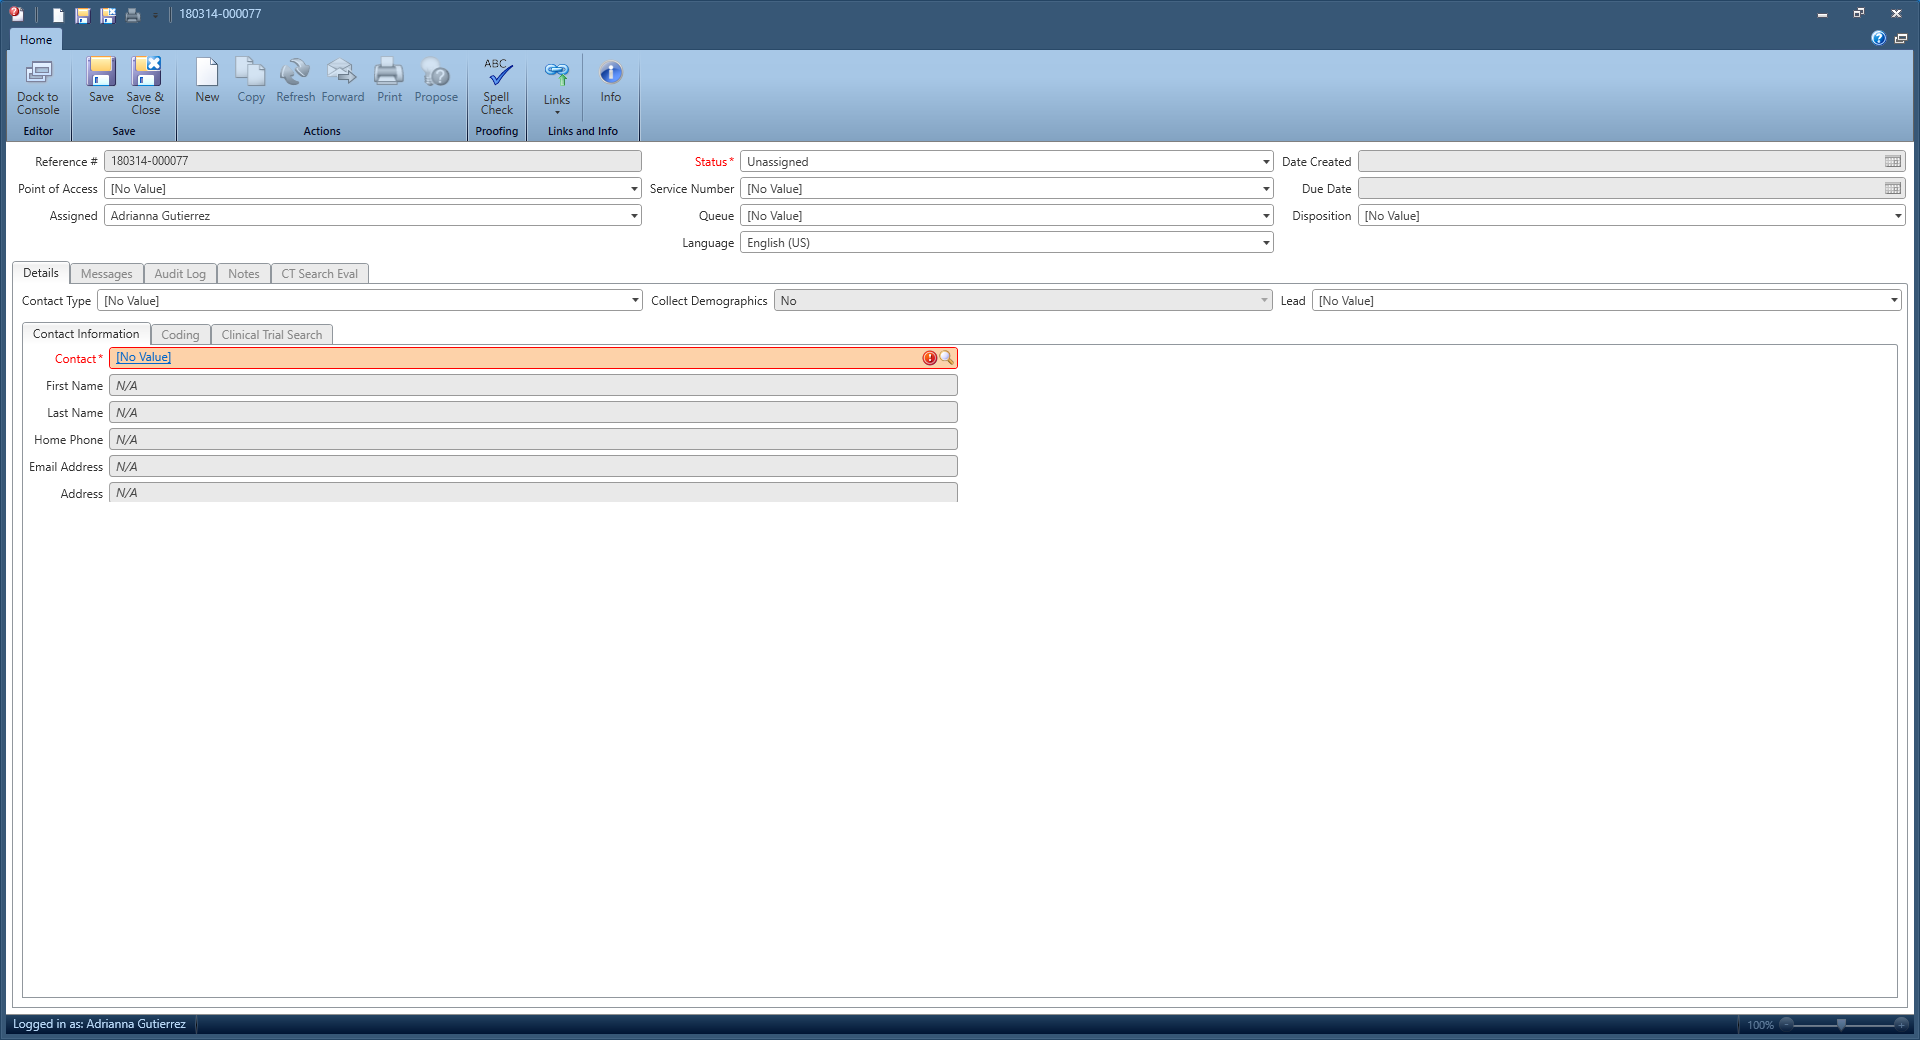 180314-000077
Home
Dock to Console
Save
Save & Close
New
Copy
Refresh
Forward
Print
Propose
ABC
Spell Check
Links
Info
Editor
Save
Actions
Proofing
Links and Info
Reference # 180314-000077
Status * Unassigned
Date Created
Point of Access [No Value]
Service Number [No Value]
Due Date
Assigned Adrianna Gutierrez
Queue [No Value]
Disposition [No Value]
Language English (US)
Details Messages Audit Log Notes CT Search Eval
Contact Type [No Value]
Collect Demographics No
Lead [No Value]
Contact Information Coding Clinical Trial Search
Contact * [No Value]
First Name N/A
Last Name N/A
Home Phone N/A
Email Address N/A
Address N/A
Logged in as: Adrianna Gutierrez
100%